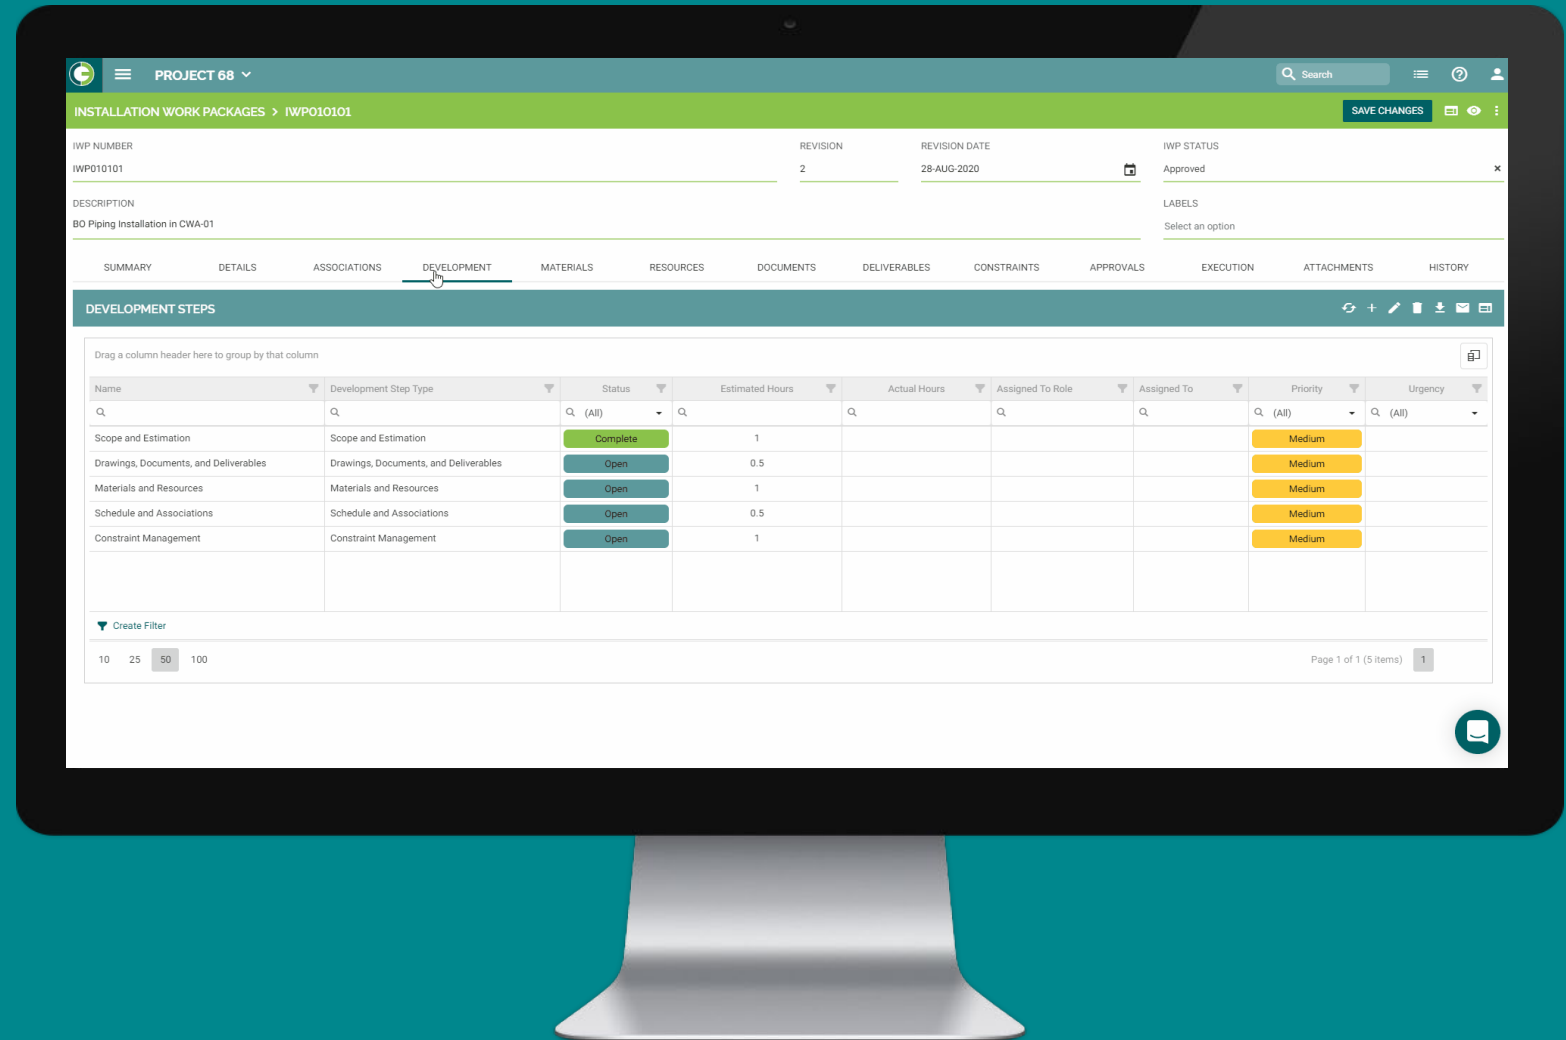 PROJECT 68
Search
INSTALLATION WORK PACKAGES > IWP010101
SAVE CHANGES
IWP NUMBER REVISION REVISION DATE IWP STATUS
IWP010101 2 28-AUG-2020 Approved
DESCRIPTION LABELS
BO Piping Installation in CWA-01 Select an option
SUMMARY DETAILS ASSOCIATIONS DEVELOPMENT MATERIALS RESOURCES DOCUMENTS DELIVERABLES CONSTRAINTS APPROVALS EXECUTION ATTACHMENTS HISTORY
DEVELOPMENT STEPS
Drag a column header here to group by that column
Name Development Step Type Status Estimated Hours Actual Hours Assigned To Role Assigned To Priority Urgency
(All) (All) (All)
Scope and Estimation Scope and Estimation Complete 1 Medium
Drawings, Documents, and Deliverables Drawings, Documents, and Deliverables Open 0.5 Medium
Materials and Resources Materials and Resources Open 1 Medium
Schedule and Associations Schedule and Associations Open 0.5 Medium
Constraint Management Constraint Management Open 1 Medium
Create Filter
10 25 50 100 Page 1 of 1 (5 items) 1